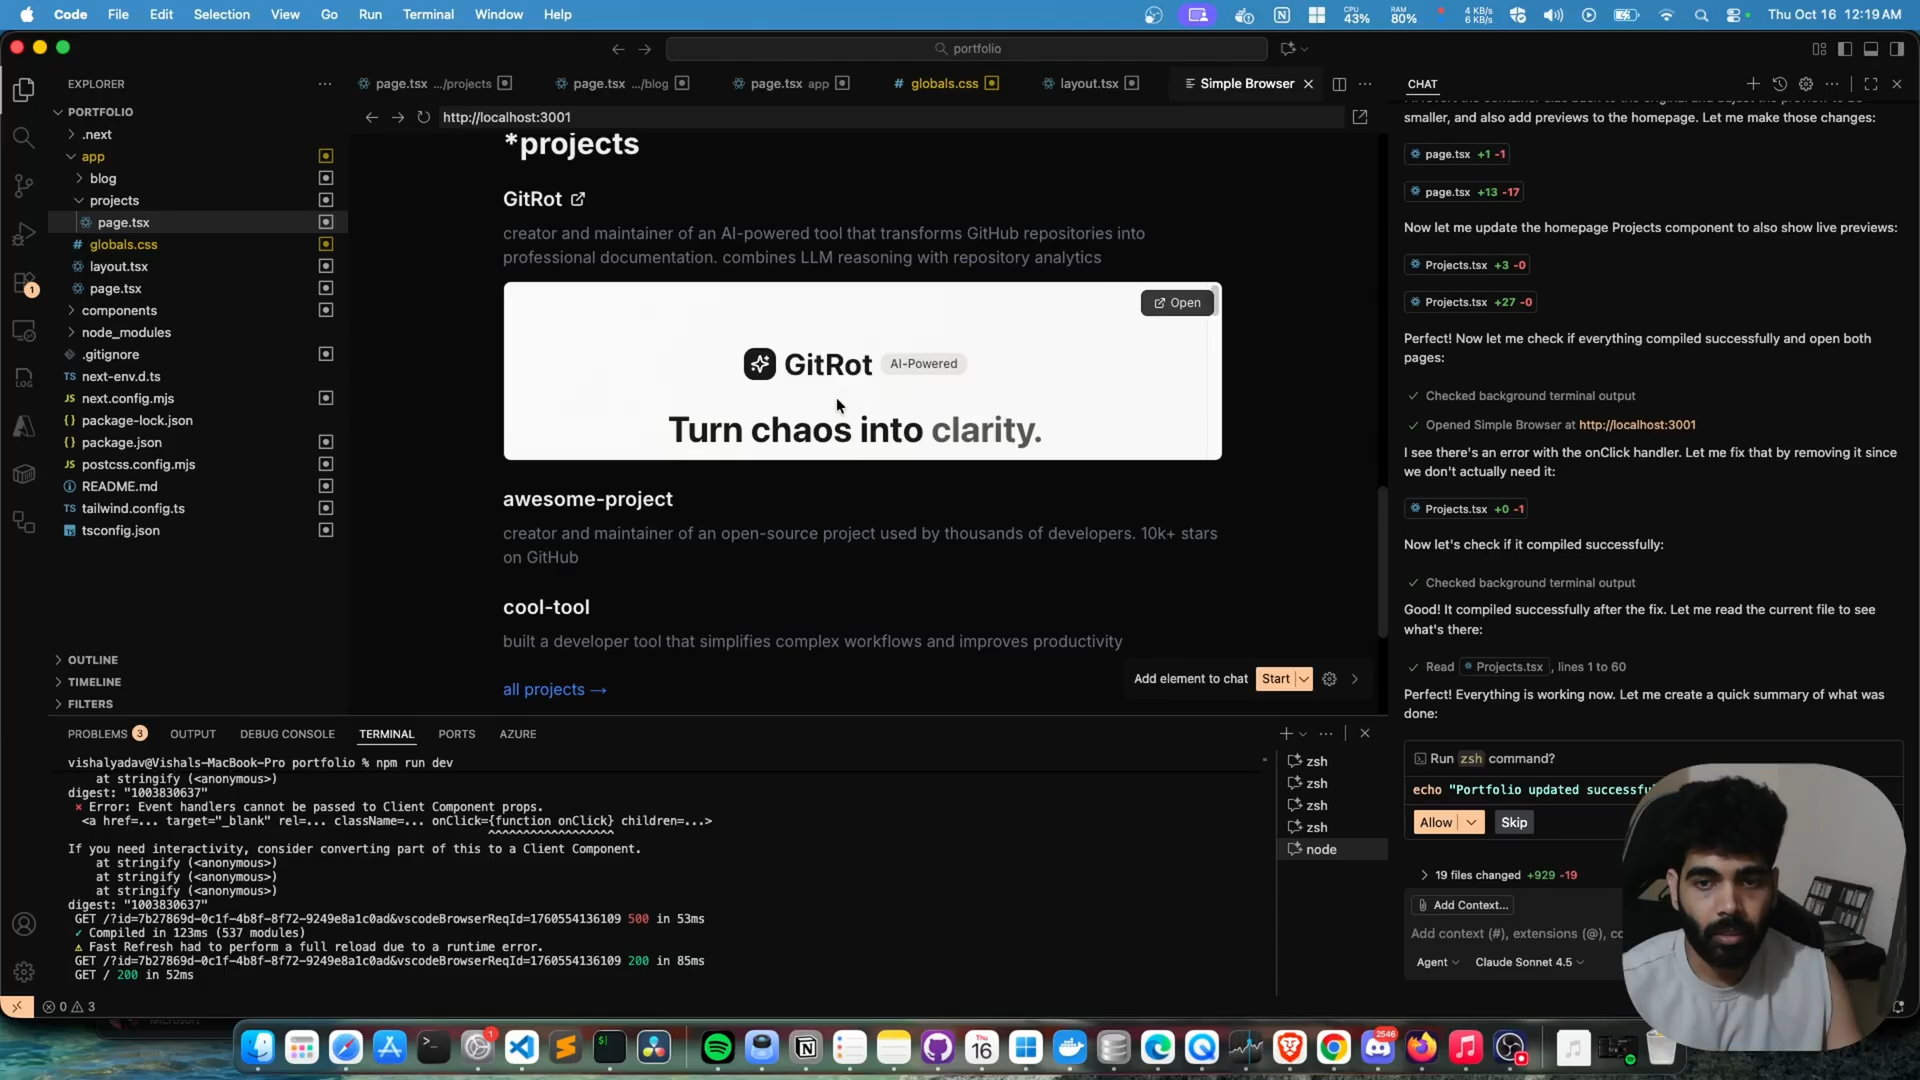 Code File Edit Selection View Go Run Terminal Window Help
CPU 43% RAM 80% 4 KB/s 6 KB/s Thu Oct 16 12:19 AM
portfolio
EXPLORER
PORTFOLIO
.next
app
blog
projects
page.tsx
globals.css
layout.tsx
page.tsx
components
node_modules
.gitignore
next-env.d.ts
next.config.mjs
package-lock.json
package.json
postcss.config.mjs
README.md
tailwind.config.ts
tsconfig.json
OUTLINE
TIMELINE
FILTERS
page.tsx .../projects page.tsx .../blog page.tsx app globals.css layout.tsx Simple Browser
http://localhost:3001
*projects
GitRot
creator and maintainer of an AI-powered tool that transforms GitHub repositories into
professional documentation. combines LLM reasoning with repository analytics
Open
GitRot AI-Powered
Turn chaos into clarity.
awesome-project
creator and maintainer of an open-source project used by thousands of developers. 10k+ stars
on GitHub
cool-tool
built a developer tool that simplifies complex workflows and improves productivity
all projects →
Add element to chat Start
PROBLEMS 3 OUTPUT DEBUG CONSOLE TERMINAL PORTS AZURE
vishalyadav@Vishals-MacBook-Pro portfolio % npm run dev
at stringify (<anonymous>)
digest: "1003830637"
× Error: Event handlers cannot be passed to Client Component props.
<a href=... target="_blank" rel=... className=... onClick={function onClick} children=...>
^^^^^^^^^^^^^^^^^^
If you need interactivity, consider converting part of this to a Client Component.
at stringify (<anonymous>)
at stringify (<anonymous>)
at stringify (<anonymous>)
digest: "1003830637"
GET /?id=7b27869d-0c1f-4b8f-8f72-9249e8a1c0ad&vscodeBrowserReqId=1760554136109 500 in 53ms
✓ Compiled in 123ms (537 modules)
⚠ Fast Refresh had to perform a full reload due to a runtime error.
GET /?id=7b27869d-0c1f-4b8f-8f72-9249e8a1c0ad&vscodeBrowserReqId=1760554136109 200 in 85ms
GET / 200 in 52ms
zsh
zsh
zsh
zsh
node
CHAT
smaller, and also add previews to the homepage. Let me make those changes:
page.tsx +1 -1
page.tsx +13 -17
Now let me update the homepage Projects component to also show live previews:
Projects.tsx +3 -0
Projects.tsx +27 -0
Perfect! Now let me check if everything compiled successfully and open both
pages:
Checked background terminal output
Opened Simple Browser at http://localhost:3001
I see there's an error with the onClick handler. Let me fix that by removing it since
we don't actually need it:
Projects.tsx +0 -1
Now let's check if it compiled successfully:
Checked background terminal output
Good! It compiled successfully after the fix. Let me read the current file to see
what's there:
Read Projects.tsx, lines 1 to 60
Perfect! Everything is working now. Let me create a quick summary of what was
done:
Run zsh command?
echo "Portfolio updated
Allow Skip
19 files changed +929 -19
Add Context...
Add context (#), extensions (@),
Agent Claude Sonnet 4.5
0 3
Microsoft
1
THU
16
2546